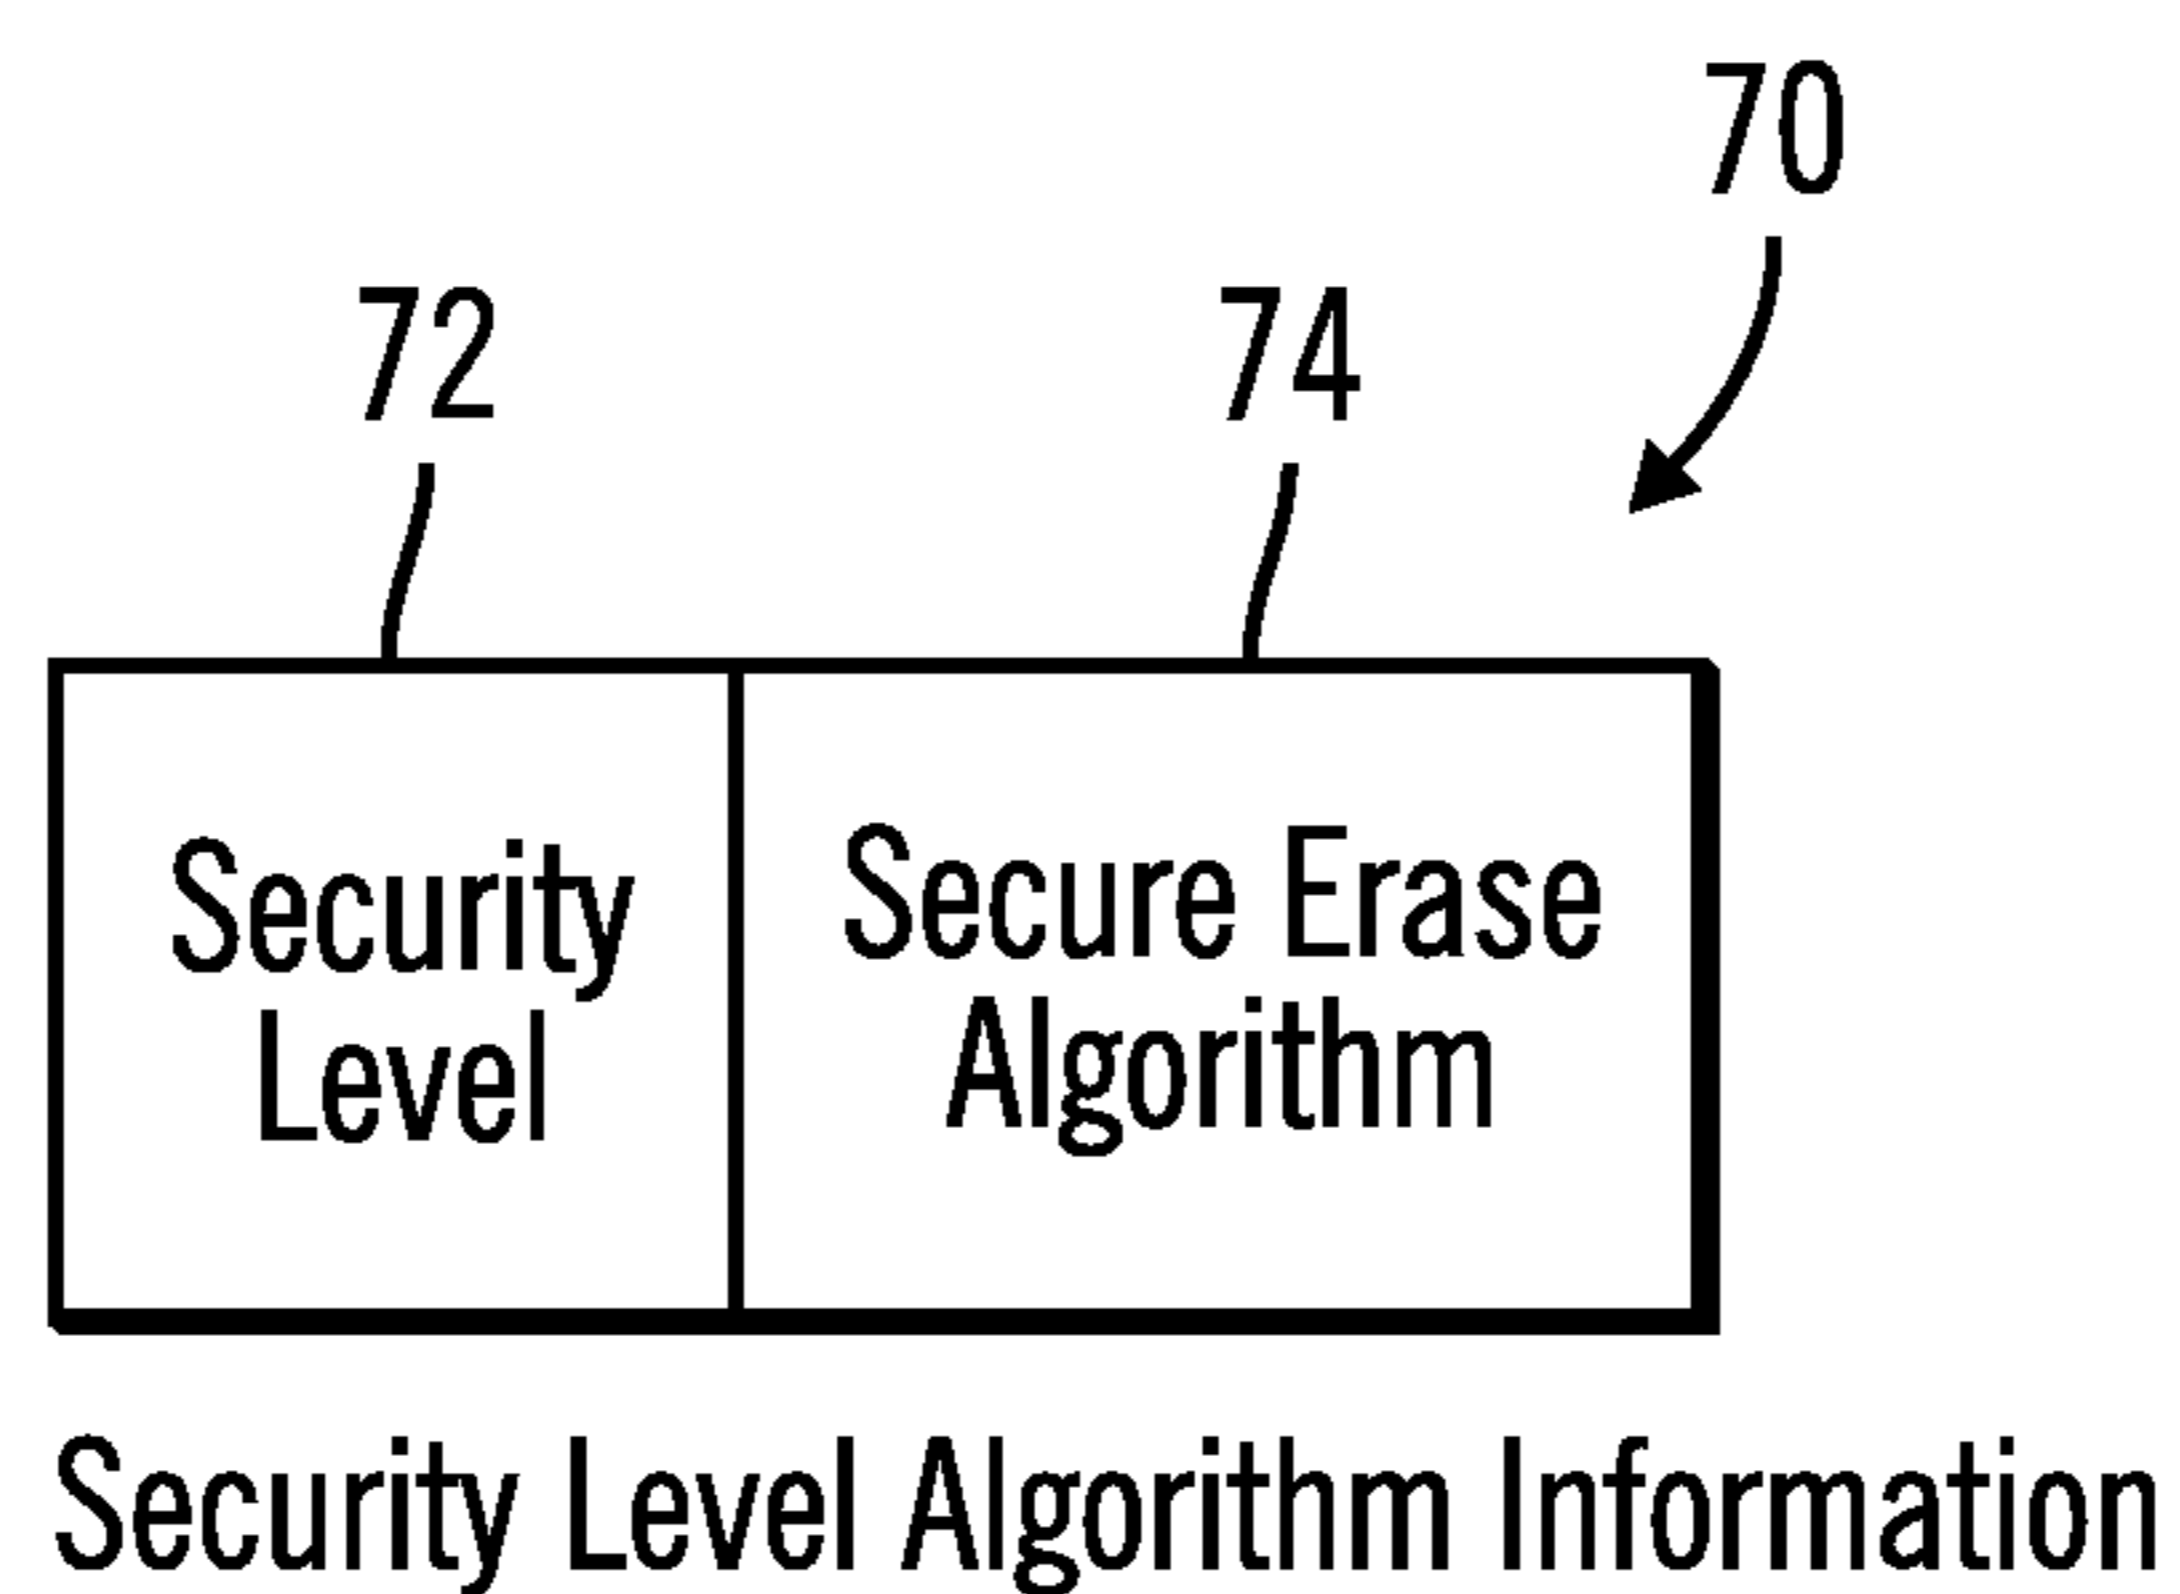 70
72
74
Security
Level
Secure Erase
Algorithm
Security Level Algorithm Information